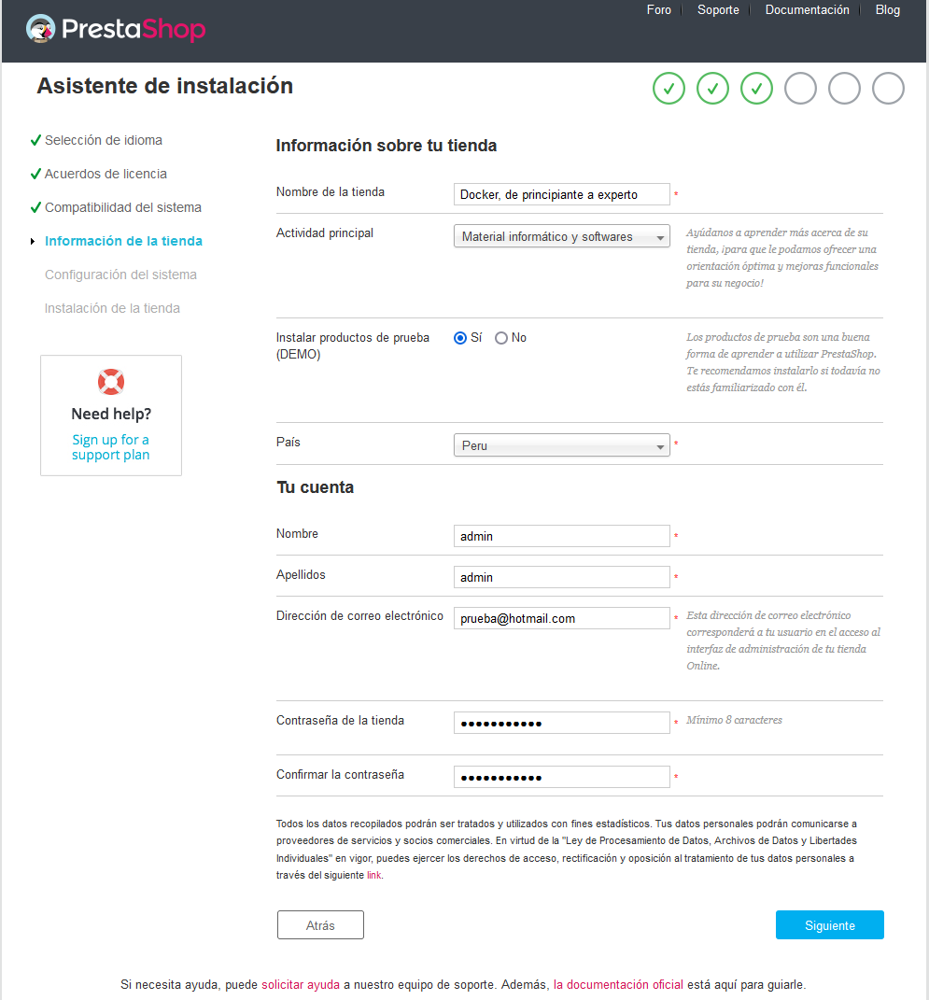 Foro
Soporte
Documentación
Blog
PrestaShop
Asistente de instalación
Selección de idioma
Acuerdos de licencia
Compatibilidad del sistema
Información de la tienda
Configuración del sistema
Instalación de la tienda
Need help?
Sign up for a
support plan
Información sobre tu tienda
Nombre de la tienda
Docker, de principiante a experto *
Actividad principal
Material informático y softwares
Ayúdanos a aprender más acerca de su
tienda, ¡para que le podamos ofrecer una
orientación óptima y mejoras funcionales
para su negocio!
Instalar productos de prueba
(DEMO)
Sí
No
Los productos de prueba son una buena
forma de aprender a utilizar PrestaShop.
Te recomendamos instalarlo si todavía no
estás familiarizado con él.
País
Peru *
Tu cuenta
Nombre
admin *
Apellidos
admin *
Dirección de correo electrónico
prueba@hotmail.com *
Esta dirección de correo electrónico
corresponderá a tu usuario en el acceso al
interfaz de administración de tu tienda
Online.
Contraseña de la tienda
●●●●●●●●●●● *
Mínimo 8 caracteres
Confirmar la contraseña
●●●●●●●●●●● *
Todos los datos recopilados podrán ser tratados y utilizados con fines estadísticos. Tus datos personales podrán comunicarse a
proveedores de servicios y socios comerciales. En virtud de la "Ley de Procesamiento de Datos, Archivos de Datos y Libertades
Individuales" en vigor, puedes ejercer los derechos de acceso, rectificación y oposición al tratamiento de tus datos personales a
través del siguiente link.
Atrás
Siguiente
Si necesita ayuda, puede solicitar ayuda a nuestro equipo de soporte. Además, la documentación oficial está aquí para guiarle.